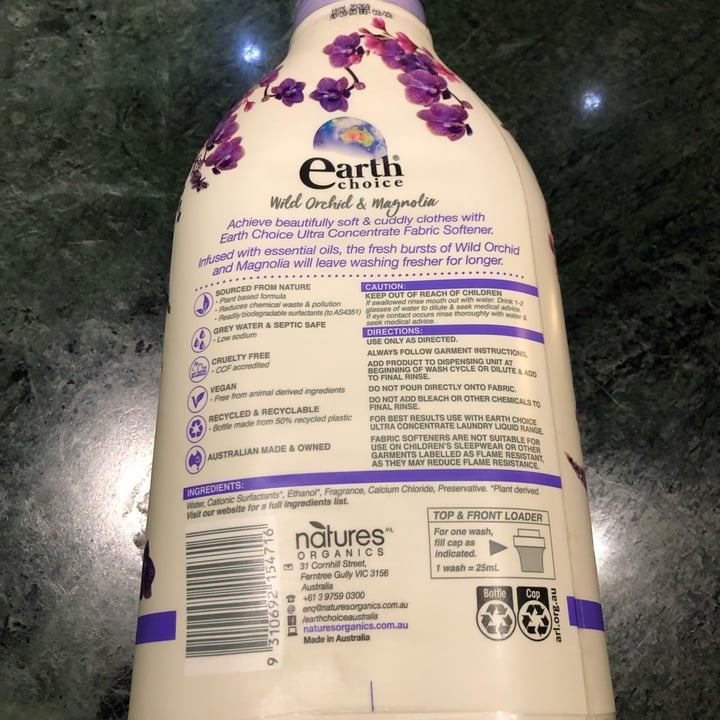 earth®
choice
Wild Orchid & Magnolia
Achieve beautifully soft & cuddly clothes with
Earth Choice Ultra Concentrate Fabric Softener.
Infused with essential oils, the fresh bursts of Wild Orchid
and Magnolia will leave washing fresher for longer.
SOURCED FROM NATURE
- Plant based formula
- Reduces chemical waste & pollution
- Readily biodegradable surfactants (to AS4351)
GREY WATER & SEPTIC SAFE
- Low sodium
CRUELTY FREE
- CCF accredited
VEGAN
- Free from animal derived ingredients
RECYCLED & RECYCLABLE
- Bottle made from 50% recycled plastic
AUSTRALIAN MADE & OWNED
CAUTION:
KEEP OUT OF REACH OF CHILDREN
If swallowed rinse mouth out with water. Drink 1-2
glasses of water to dilute & seek medical advice.
If eye contact occurs rinse thoroughly with water &
seek medical advice.
DIRECTIONS:
USE ONLY AS DIRECTED.
ALWAYS FOLLOW GARMENT INSTRUCTIONS.
ADD PRODUCT TO DISPENSING UNIT AT
BEGINNING OF WASH CYCLE OR DILUTE & ADD
TO FINAL RINSE.
DO NOT POUR DIRECTLY ONTO FABRIC.
DO NOT ADD BLEACH OR OTHER CHEMICALS TO
FINAL RINSE.
FOR BEST RESULTS USE WITH EARTH CHOICE
ULTRA CONCENTRATE LAUNDRY LIQUID RANGE.
FABRIC SOFTENERS ARE NOT SUITABLE FOR
USE ON CHILDREN'S SLEEPWEAR OR OTHER
GARMENTS LABELLED AS FLAME RESISTANT,
AS THEY MAY REDUCE FLAME RESISTANCE.
INGREDIENTS:
Water, Cationic Surfactants*, Ethanol*, Fragrance, Calcium Chloride, Preservative. *Plant derived.
Visit our website for a full ingredients list.
9 310692 154716
natures P/L
ORGANICS
31 Cornhill Street,
Ferntree Gully VIC 3156
Australia
+61 3 9759 0300
enq@naturesorganics.com.au
/earthchoiceaustralia
naturesorganics.com.au
Made in Australia
TOP & FRONT LOADER
For one wash,
fill cap as
indicated.
1 wash = 25mL
Bottle
Cap
arl.org.au